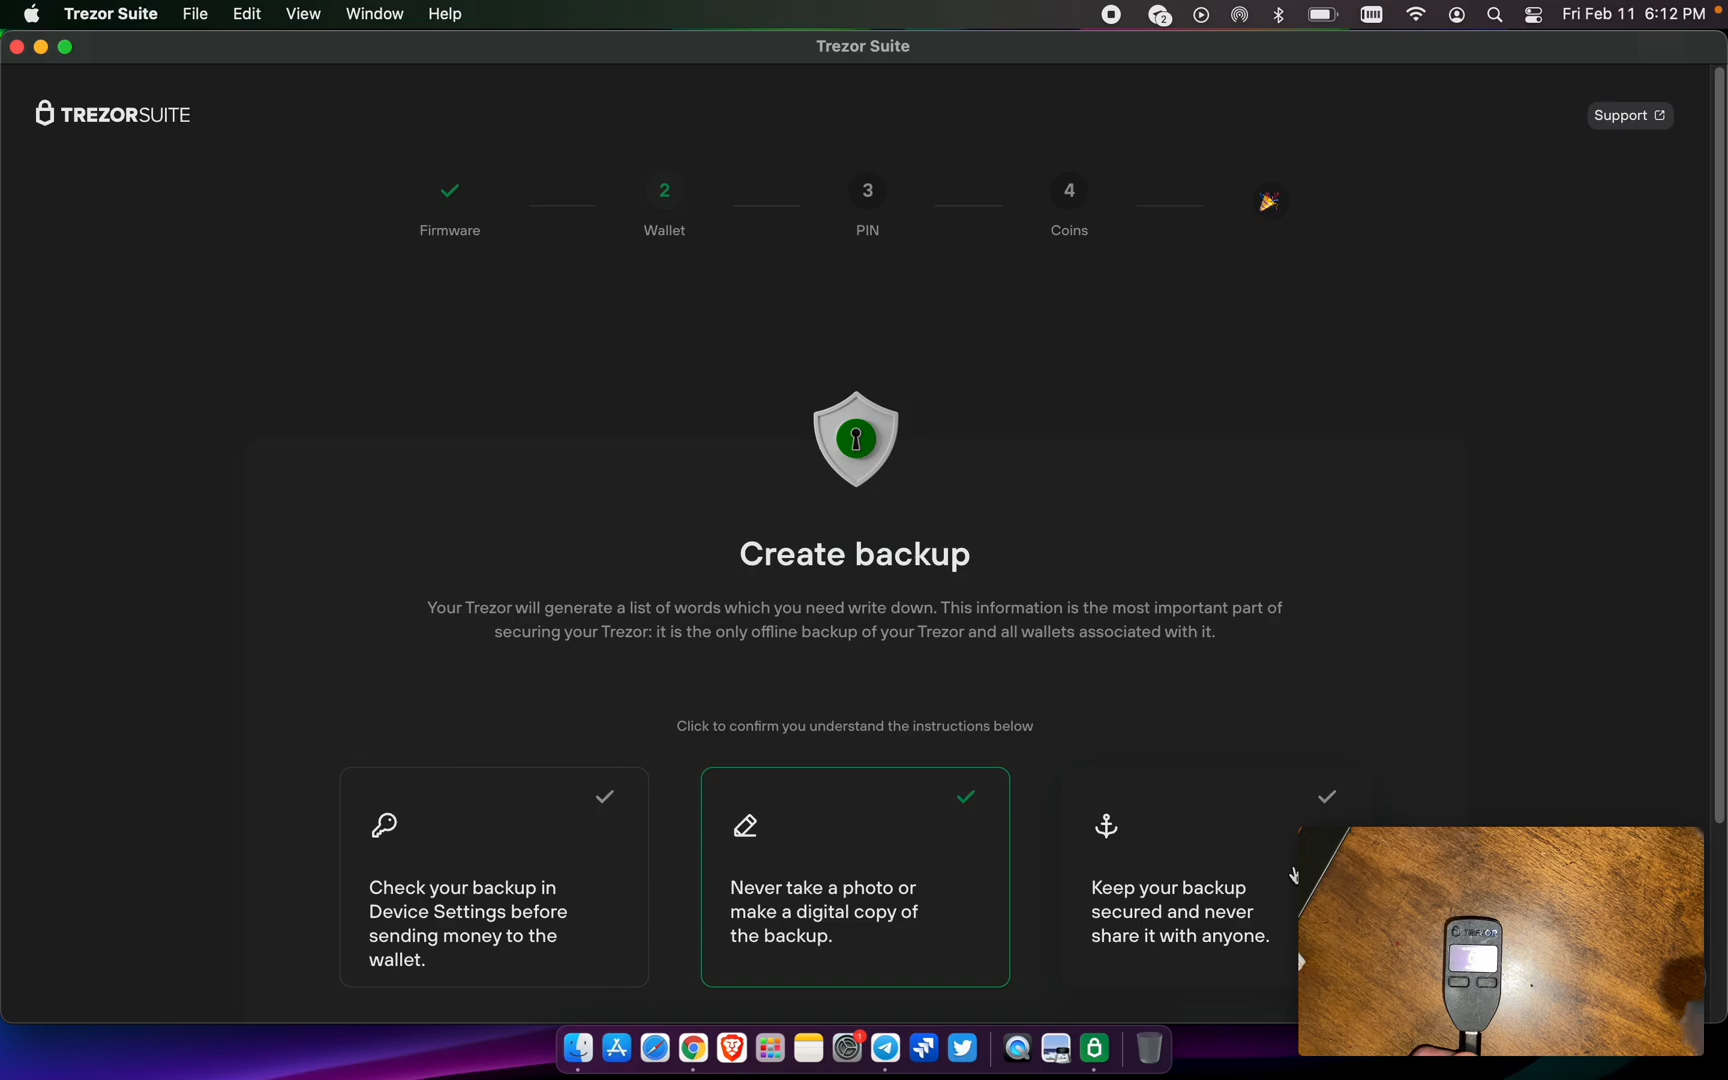 Trezor Suite File Edit View Window Help
2
Fri Feb 11 6:12 PM
Trezor Suite
TREZORSUITE
Support
2 3 4
Firmware Wallet PIN Coins
Create backup
Your Trezor will generate a list of words which you need write down. This information is the most important part of
securing your Trezor: it is the only offline backup of your Trezor and all wallets associated with it.
Click to confirm you understand the instructions below
Check your backup in
Device Settings before
sending money to the
wallet.
Never take a photo or
make a digital copy of
the backup.
Keep your backup
secured and never
share it with anyone.
TREZOR
1